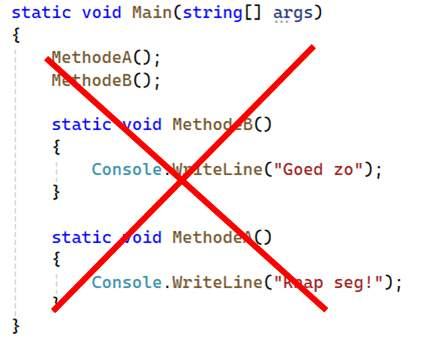 static void Main(string[] args)
{
MethodeA();
MethodeB();
static void MethodeB()
{
Console.WriteLine("Goed zo");
}
static void MethodeA()
{
Console.WriteLine("Knap seg!");
}
}